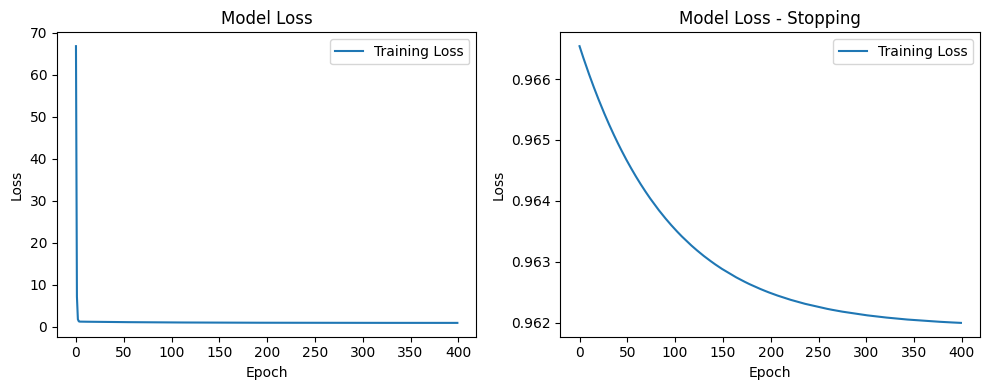 Model Loss
Training Loss
70
60
50
40
30
20
10
0
Loss
0 50 100 150 200 250 300 350 400
Epoch
Model Loss - Stopping
Training Loss
0.966
0.965
0.964
0.963
0.962
Loss
0 50 100 150 200 250 300 350 400
Epoch